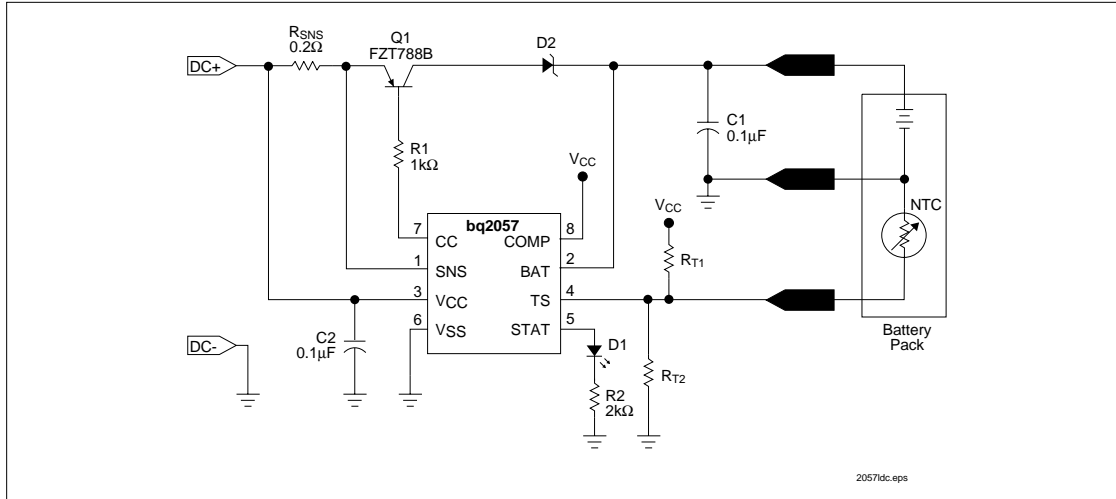 DC+
RSNS
0.2Ω
Q1
FZT788B
D2
R1
1kΩ
C1
0.1µF
VCC
VCC
NTC
bq2057
7
CC
COMP
8
1
SNS
BAT
2
3
VCC
TS
4
6
VSS
STAT
5
RT1
C2
0.1µF
DC-
D1
R2
2kΩ
RT2
Battery
Pack
2057ldc.eps